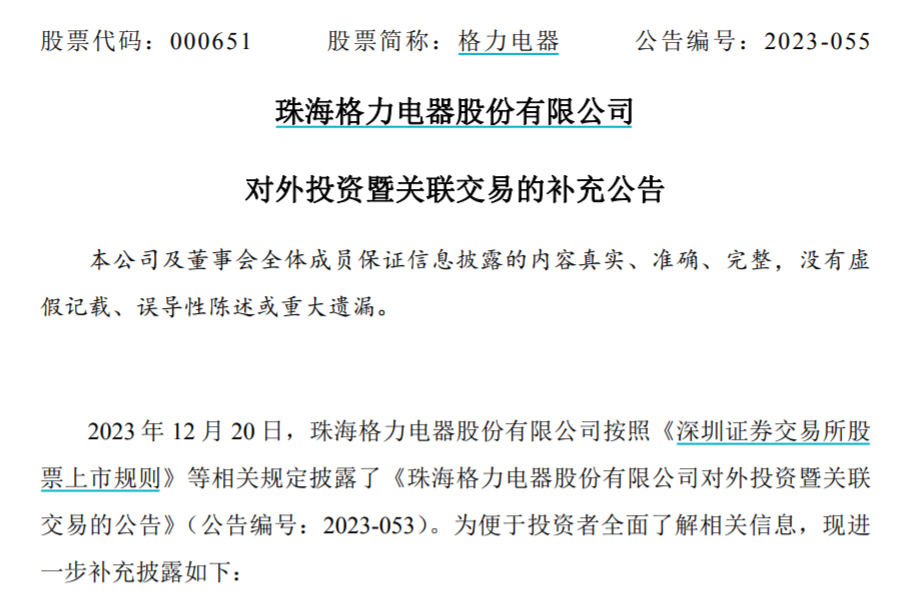 股票代码：000651 股票简称：格力电器 公告编号：2023-055
珠海格力电器股份有限公司
对外投资暨关联交易的补充公告
本公司及董事会全体成员保证信息披露的内容真实、准确、完整，没有虚
假记载、误导性陈述或重大遗漏。
2023 年 12 月 20 日，珠海格力电器股份有限公司按照《深圳证券交易所股
票上市规则》等相关规定披露了《珠海格力电器股份有限公司对外投资暨关联
交易的公告》（公告编号：2023-053）。为便于投资者全面了解相关信息，现进
一步补充披露如下：